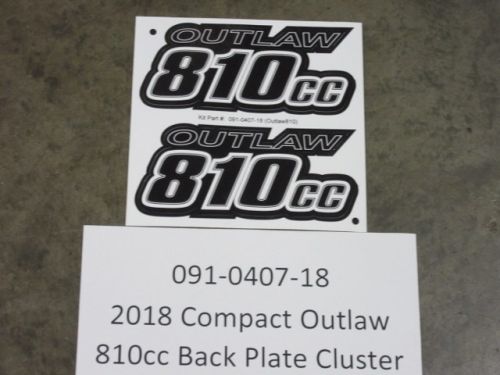 OUTLAW
810cc
Kit Part #: 091-0407-18 (Outlaw810)
OUTLAW
810cc
091-0407-18
2018 Compact Outlaw
810cc Back Plate Cluster